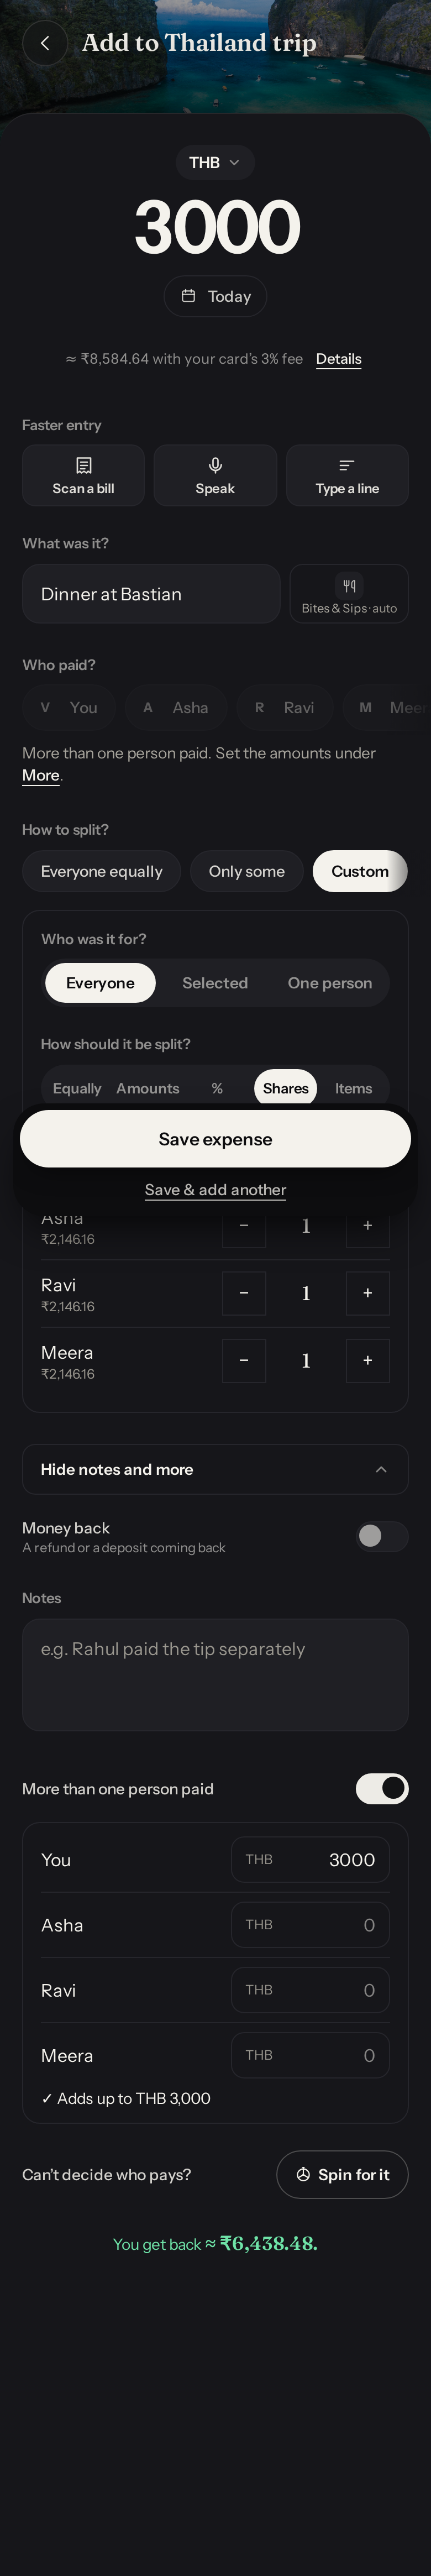 Add to Thailand trip
THB
3000
Today
≈ ₹8,584.64 with your card's 3% fee Details
Faster entry
Scan a bill Speak Type a line
What was it?
Dinner at Bastian
Bites & Sips · auto
Who paid?
V You A Asha R Ravi M Meer
More than one person paid. Set the amounts under
More.
How to split?
Everyone equally Only some Custom
Who was it for?
Everyone Selected One person
How should it be split?
Equally Amounts % Shares Items
Save expense
Save & add another
Asha
₹2,146.16
− 1 +
Ravi
₹2,146.16
− 1 +
Meera
₹2,146.16
− 1 +
Hide notes and more
Money back
A refund or a deposit coming back
Notes
e.g. Rahul paid the tip separately
More than one person paid
You THB 3000
Asha THB 0
Ravi THB 0
Meera THB 0
✓ Adds up to THB 3,000
Can't decide who pays? Spin for it
You get back ≈ ₹6,438.48.